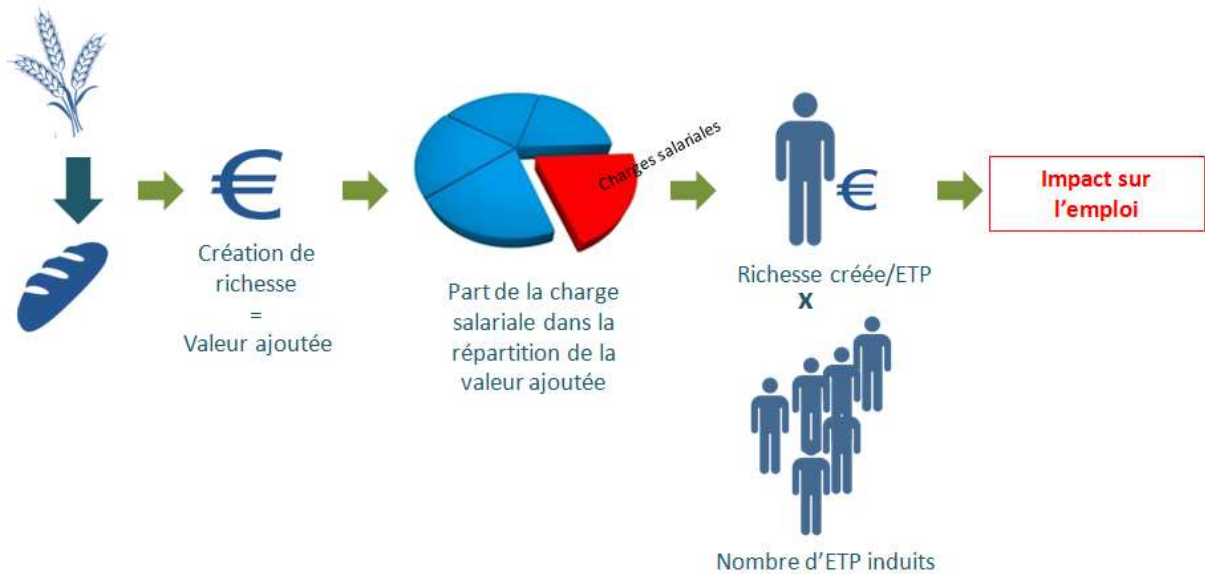 €
Création de
richesse
=
Valeur ajoutée
Charges salariales
Part de la charge
salariale dans la
répartition de la
valeur ajoutée
€
Richesse créée/ETP
X
Nombre d'ETP induits
Impact sur
l'emploi